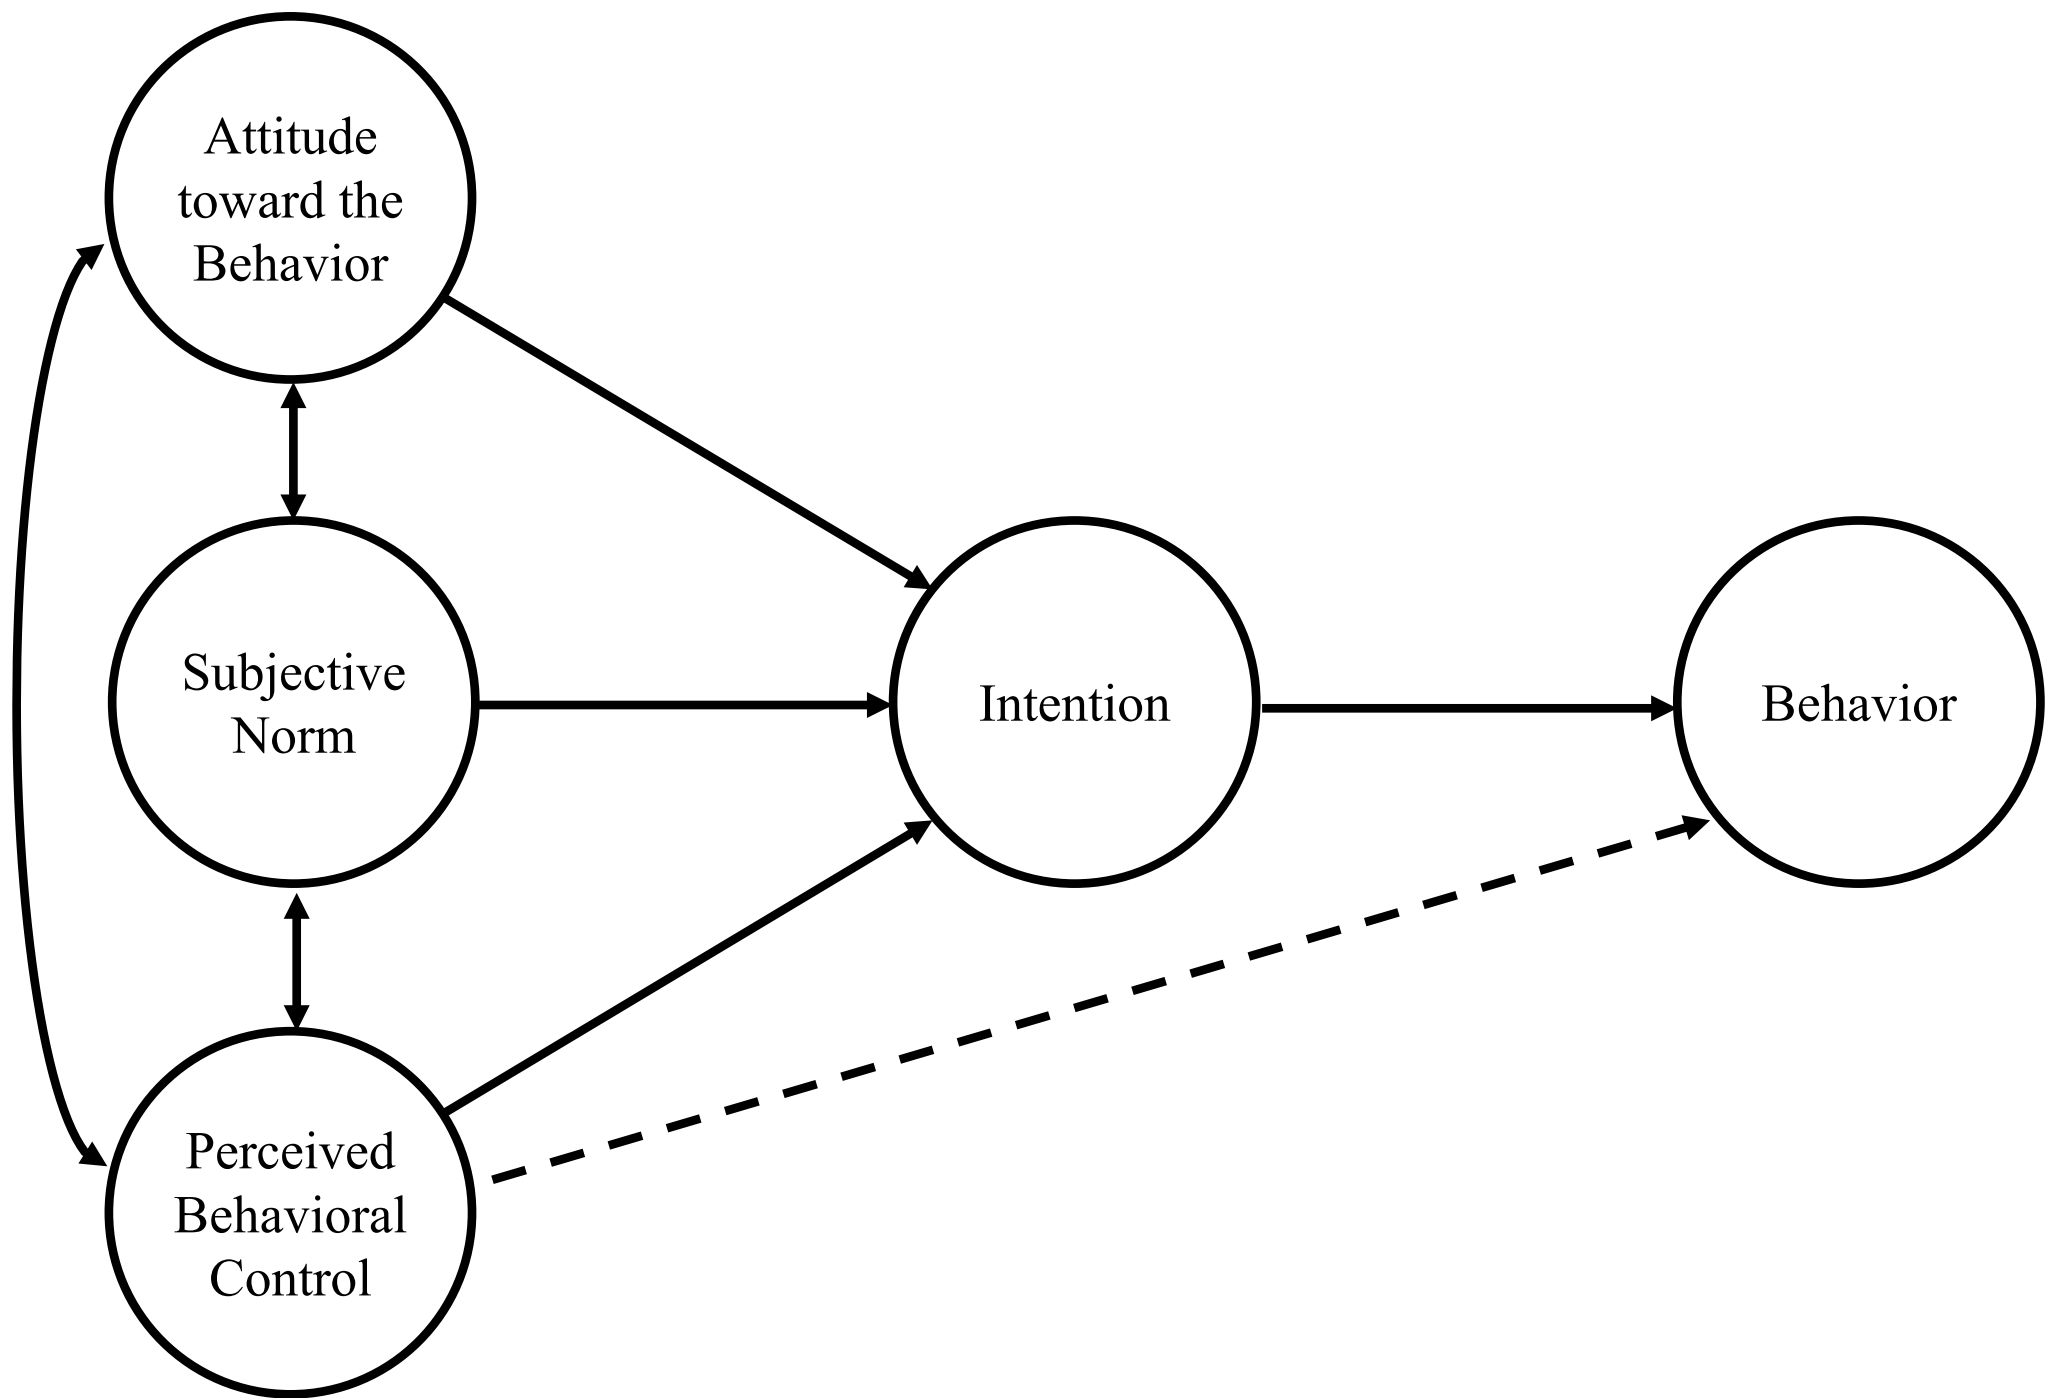 Attitude
toward the
Behavior
Subjective
Norm
Intention
Behavior
Perceived
Behavioral
Control